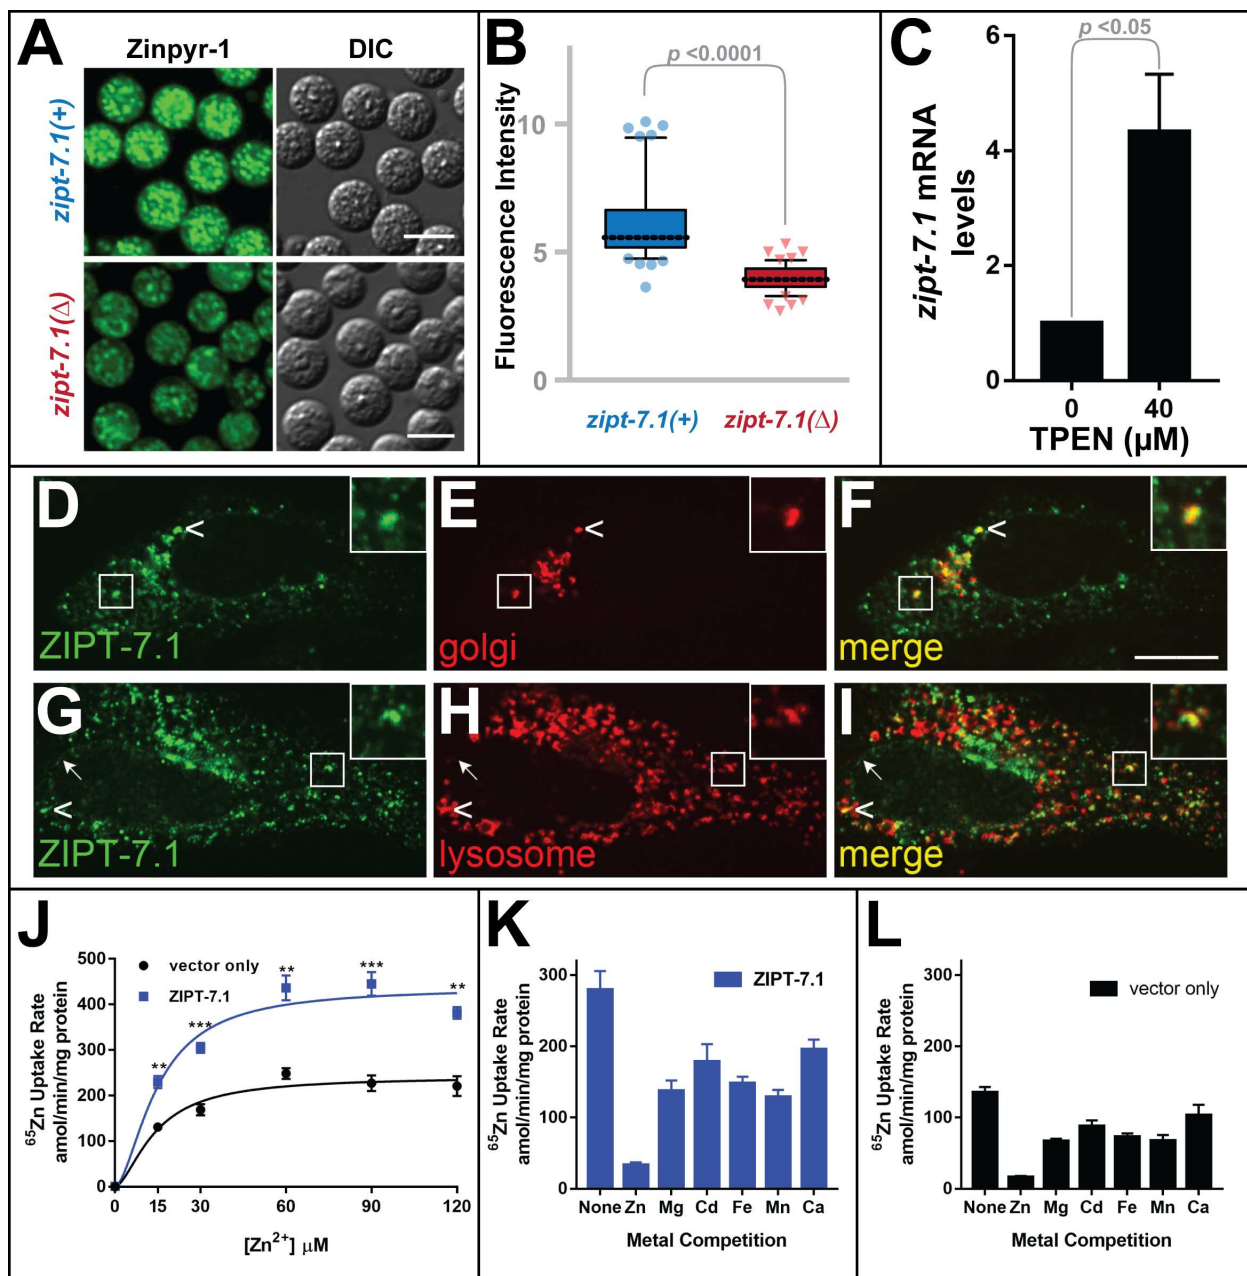 A
Zinpyr-1
DIC
zipt-7.1(+)
zipt-7.1(Δ)
B
p <0.0001
Fluorescence Intensity
10
5
0
zipt-7.1(+)
zipt-7.1(Δ)
C
p <0.05
zipt-7.1 mRNA
levels
6
4
2
0
0
40
TPEN (µM)
D
<
ZIPT-7.1
E
<
golgi
F
<
merge
G
<
ZIPT-7.1
H
<
lysosome
I
<
merge
J
vector only
ZIPT-7.1
65Zn Uptake Rate
amol/min/mg protein
500
400
300
200
100
0
**
***
**
***
**
0
15
30
60
90
120
[Zn2+] µM
K
ZIPT-7.1
65Zn Uptake Rate
amol/min/mg protein
300
200
100
0
None Zn Mg Cd Fe Mn Ca
Metal Competition
L
vector only
65Zn Uptake Rate
amol/min/mg protein
300
200
100
0
None Zn Mg Cd Fe Mn Ca
Metal Competition